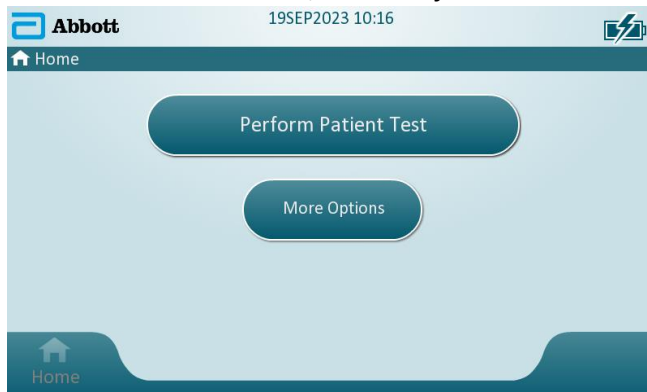 Abbott
19SEP2023 10:16
Home
Perform Patient Test
More Options
Home